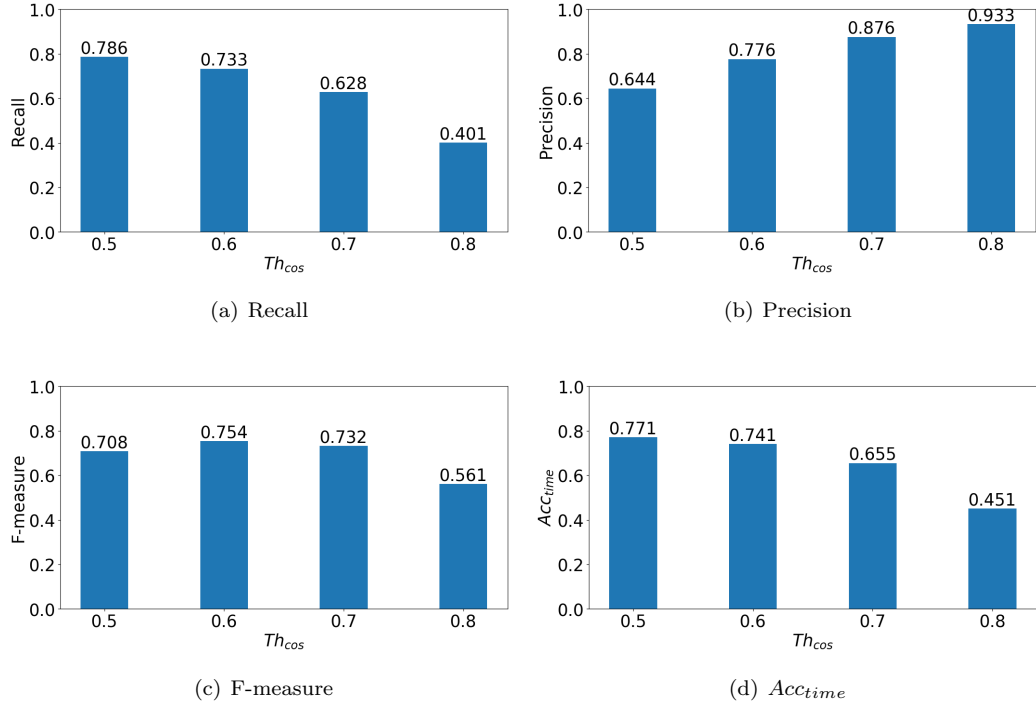 1.0
0.8
0.6
0.4
0.2
0.0
Recall
0.786
0.733
0.628
0.401
0.5 0.6 0.7 0.8
Th_cos
(a) Recall
1.0
0.8
0.6
0.4
0.2
0.0
Precision
0.644
0.776
0.876
0.933
0.5 0.6 0.7 0.8
Th_cos
(b) Precision
1.0
0.8
0.6
0.4
0.2
0.0
F-measure
0.708
0.754
0.732
0.561
0.5 0.6 0.7 0.8
Th_cos
(c) F-measure
1.0
0.8
0.6
0.4
0.2
0.0
Acc_time
0.771
0.741
0.655
0.451
0.5 0.6 0.7 0.8
Th_cos
(d) Acc_time